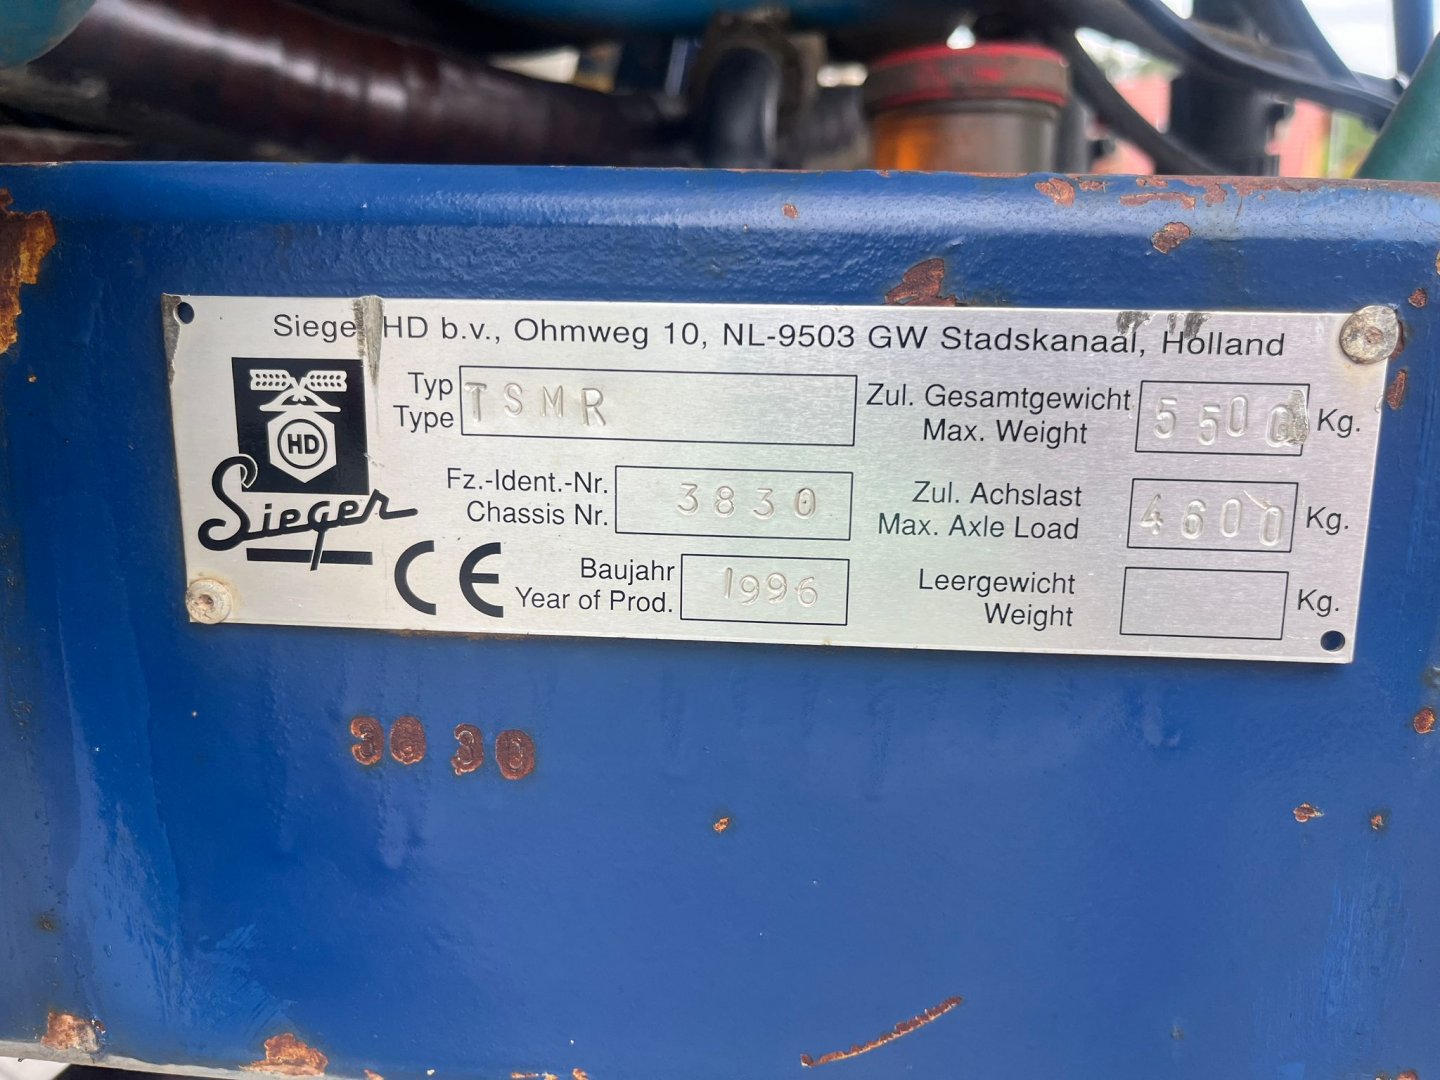 Sieger HD b.v., Ohmweg 10, NL-9503 GW Stadskanaal, Holland
HD
Sieger
CE
Typ
Type TSMR
Fz.-Ident.-Nr.
Chassis Nr. 3830
Baujahr
Year of Prod. 1996
Zul. Gesamtgewicht
Max. Weight 5500 Kg.
Zul. Achslast
Max. Axle Load 4600 Kg.
Leergewicht
Weight Kg.
3830